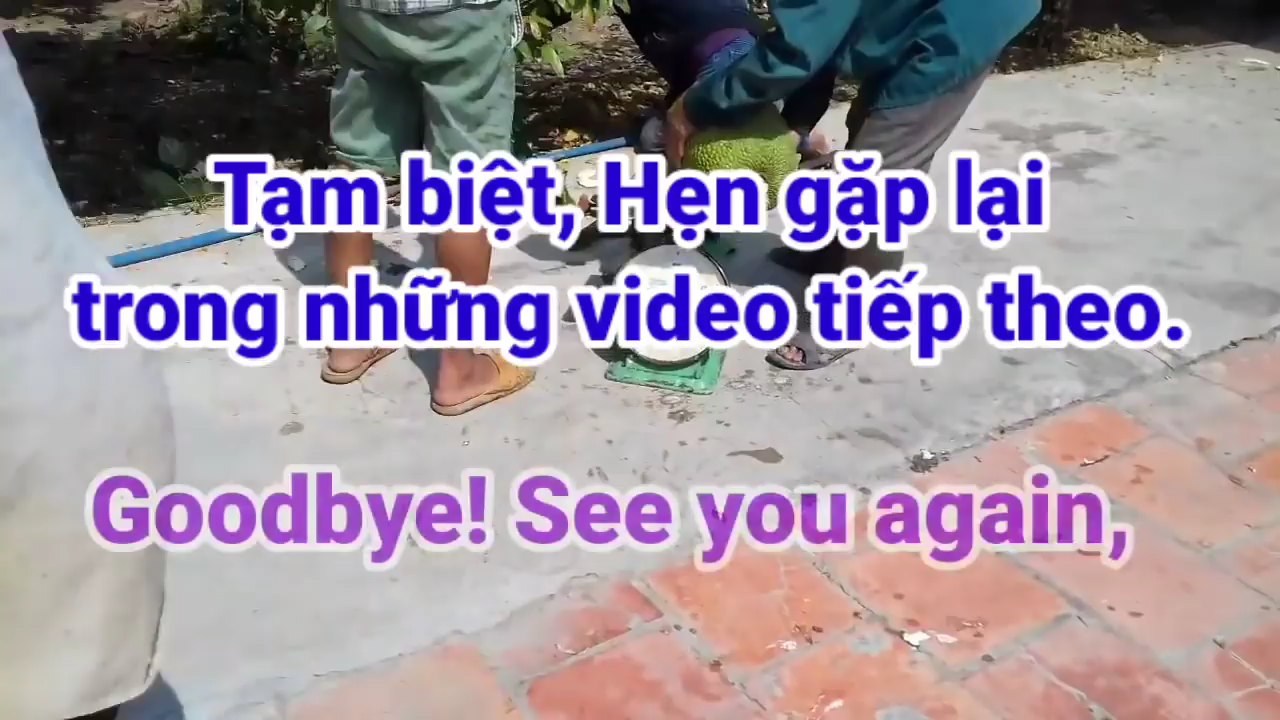 Tạm biệt, Hẹn gặp lại
trong những video tiếp theo.
Goodbye! See you again,